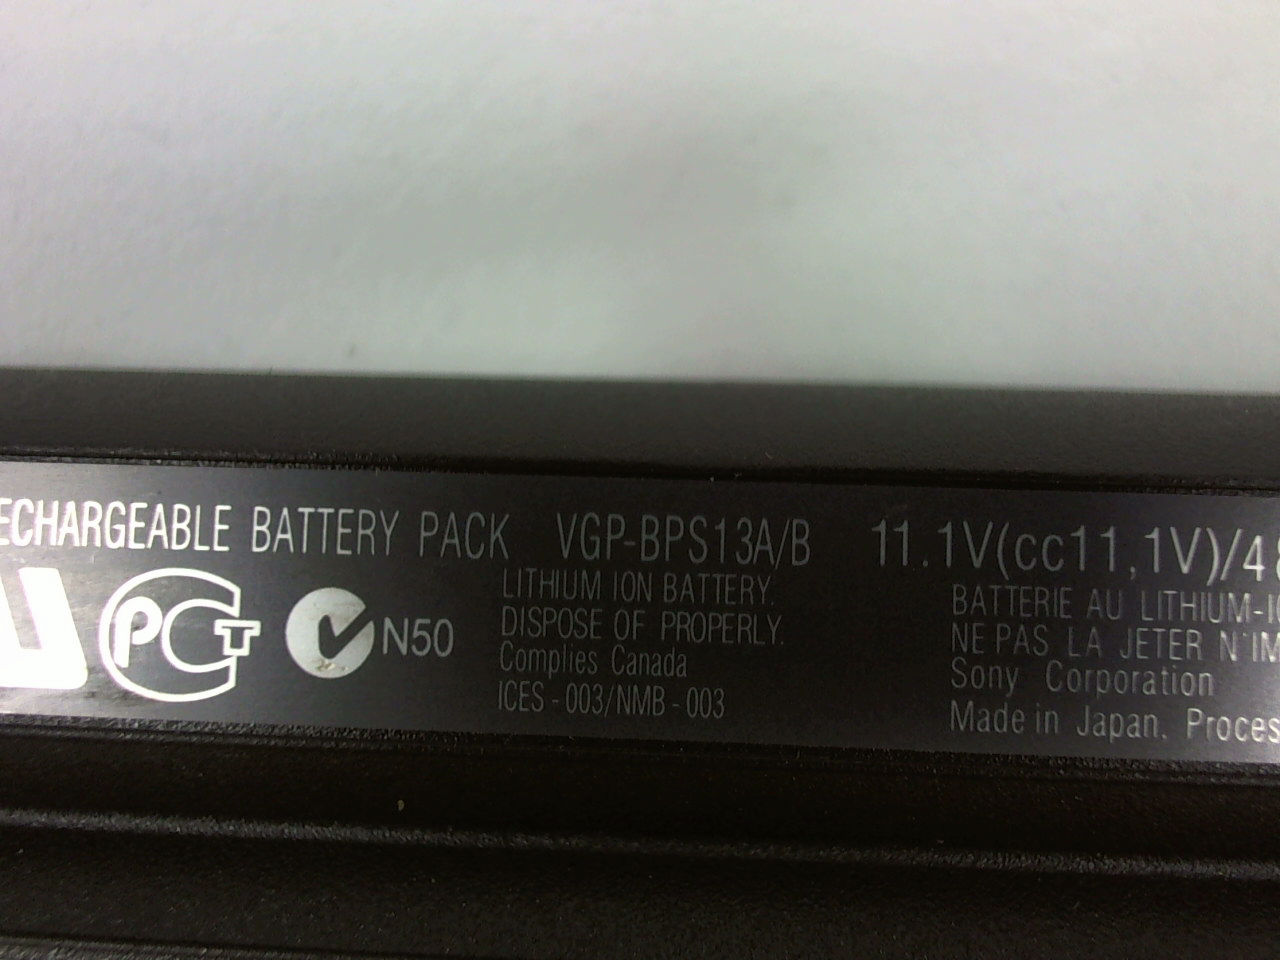 ECHARGEABLE BATTERY PACK VGP-BPS13A/B 11.1V(cc11,1V)/4
LITHIUM ION BATTERY.
DISPOSE OF PROPERLY.
Complies Canada
ICES - 003/NMB - 003
PCT
N50
BATTERIE AU LITHIUM-I
NE PAS LA JETER N'IM
Sony Corporation
Made in Japan. Proces